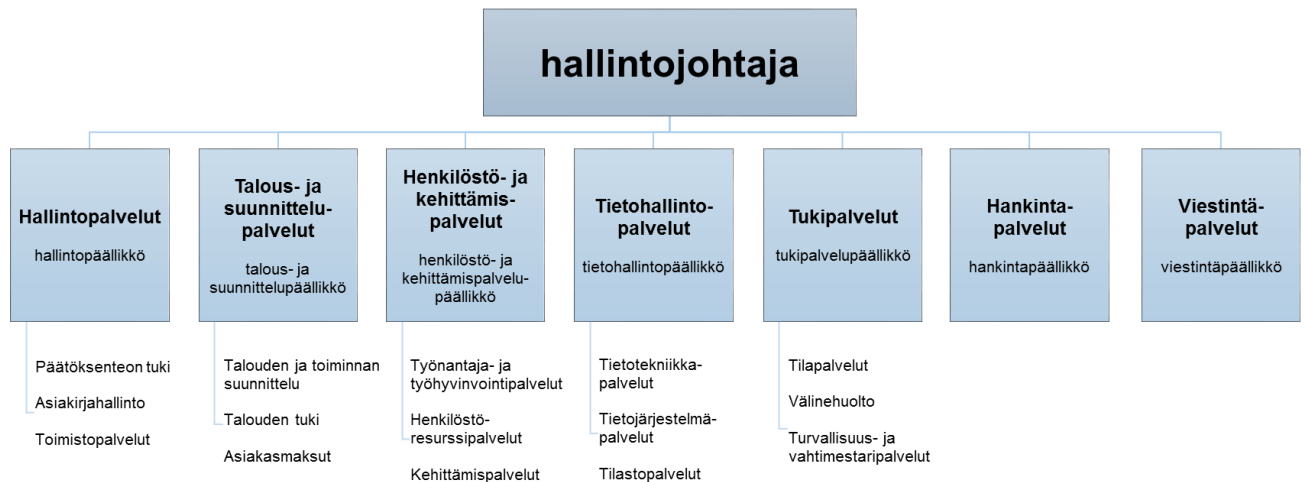 hallintojohtaja
Hallintopalvelut
hallintopäällikkö
Päätöksenteon tuki
Asiakirjahallinto
Toimistopalvelut
Talous- ja
suunnittelu-
palvelut
talous- ja
suunnittelupäällikkö
Talouden ja toiminnan
suunnittelu
Talouden tuki
Asiakasmaksut
Henkilöstö- ja
kehittämis-
palvelut
henkilöstö- ja
kehittämispalvelu-
päällikkö
Työnantaja- ja
työhyvinvointipalvelut
Henkilöstö-
resurssipalvelut
Kehittämispalvelut
Tietohallinto-
palvelut
tietohallintopäällikkö
Tietotekniikka-
palvelut
Tietojärjestelmä-
palvelut
Tilastopalvelut
Tukipalvelut
tukipalvelupäällikkö
Tilapalvelut
Välinehuolto
Turvallisuus- ja
vahtimestaripalvelut
Hankinta-
palvelut
hankintapäällikkö
Viestintä-
palvelut
viestintäpäällikkö